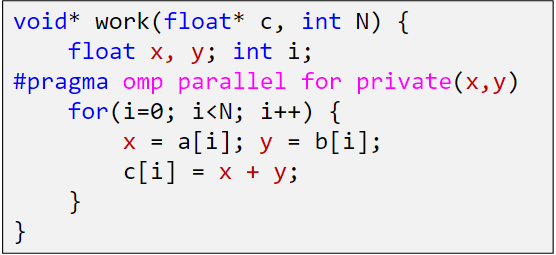 void* work(float* c, int N) {
    float x, y; int i;
#pragma omp parallel for private(x,y)
    for(i=0; i<N; i++) {
        x = a[i]; y = b[i];
        c[i] = x + y;
    }
}